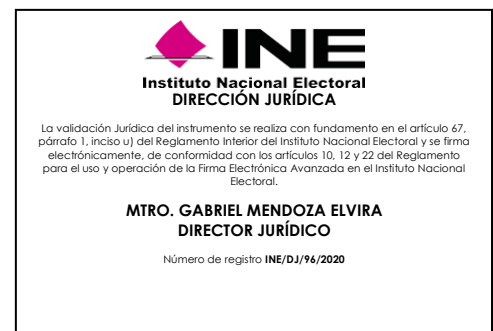 INE
Instituto Nacional Electoral
DIRECCIÓN JURÍDICA
La validación Jurídica del instrumento se realiza con fundamento en el artículo 67,
párrafo 1, inciso u) del Reglamento Interior del Instituto Nacional Electoral y se firma
electrónicamente, de conformidad con los artículos 10, 12 y 22 del Reglamento
para el uso y operación de la Firma Electrónica Avanzada en el Instituto Nacional
Electoral.
MTRO. GABRIEL MENDOZA ELVIRA
DIRECTOR JURÍDICO
Número de registro INE/DJ/96/2020